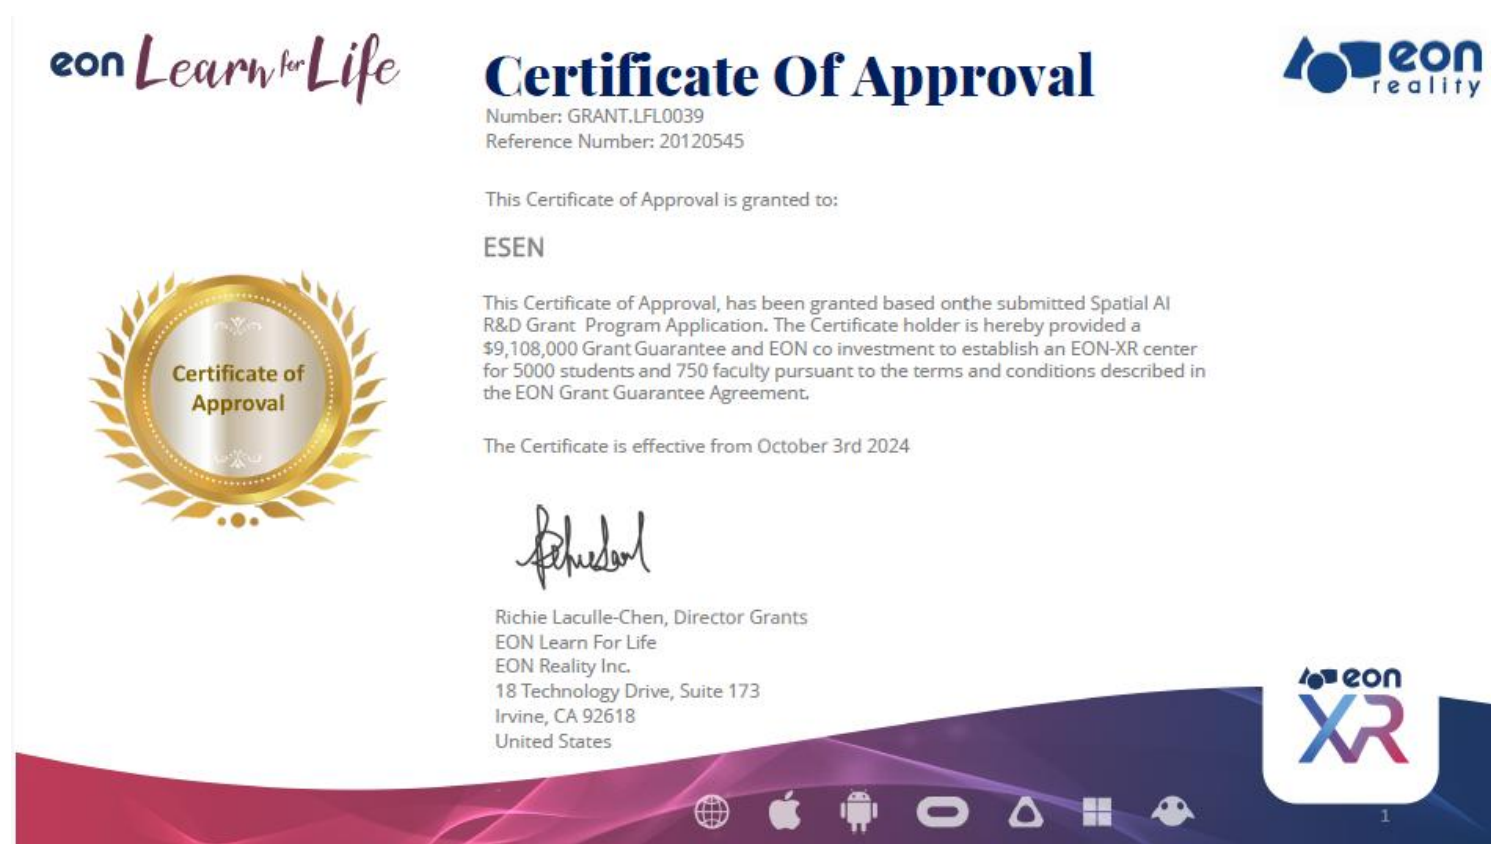 eon Learn for Life
Certificate Of Approval
eon
reality
Number: GRANT.LFL0039
Reference Number: 20120545
This Certificate of Approval is granted to:
ESEN
This Certificate of Approval, has been granted based onthe submitted Spatial AI
R&D Grant Program Application. The Certificate holder is hereby provided a
$9,108,000 Grant Guarantee and EON co investment to establish an EON-XR center
for 5000 students and 750 faculty pursuant to the terms and conditions described in
the EON Grant Guarantee Agreement.
Certificate of
Approval
The Certificate is effective from October 3rd 2024
Richie Laculle-Chen, Director Grants
EON Learn For Life
EON Reality Inc.
18 Technology Drive, Suite 173
Irvine, CA 92618
United States
eon
XR
1